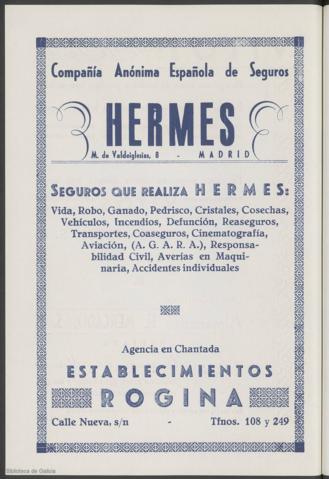 Compañía Anónima Española de Seguros
HERMES
M. de Valdeiglesias, 8 - MADRID
SEGUROS QUE REALIZA HERMES:
Vida, Robo, Ganado, Pedrisco, Cristales, Cosechas,
Vehículos, Incendios, Defunción, Reaseguros,
Transportes, Coaseguros, Cinematografía,
Aviación, (A. G. A. R. A.), Responsa-
bilidad Civil, Averías en Maqui-
naria, Accidentes individuales
Agencia en Chantada
ESTABLECIMIENTOS
ROGINA
Calle Nueva, s/n - Tfnos. 108 y 249
Biblioteca de Galicia